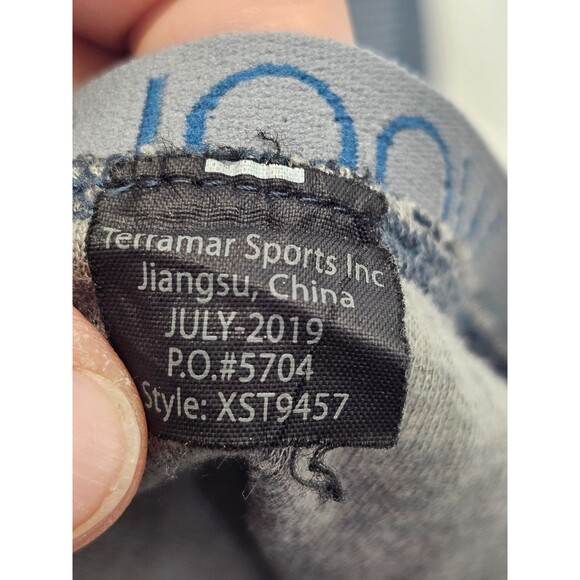 Terramar Sports Inc
Jiangsu, China
JULY-2019
P.O.#5704
Style: XST9457